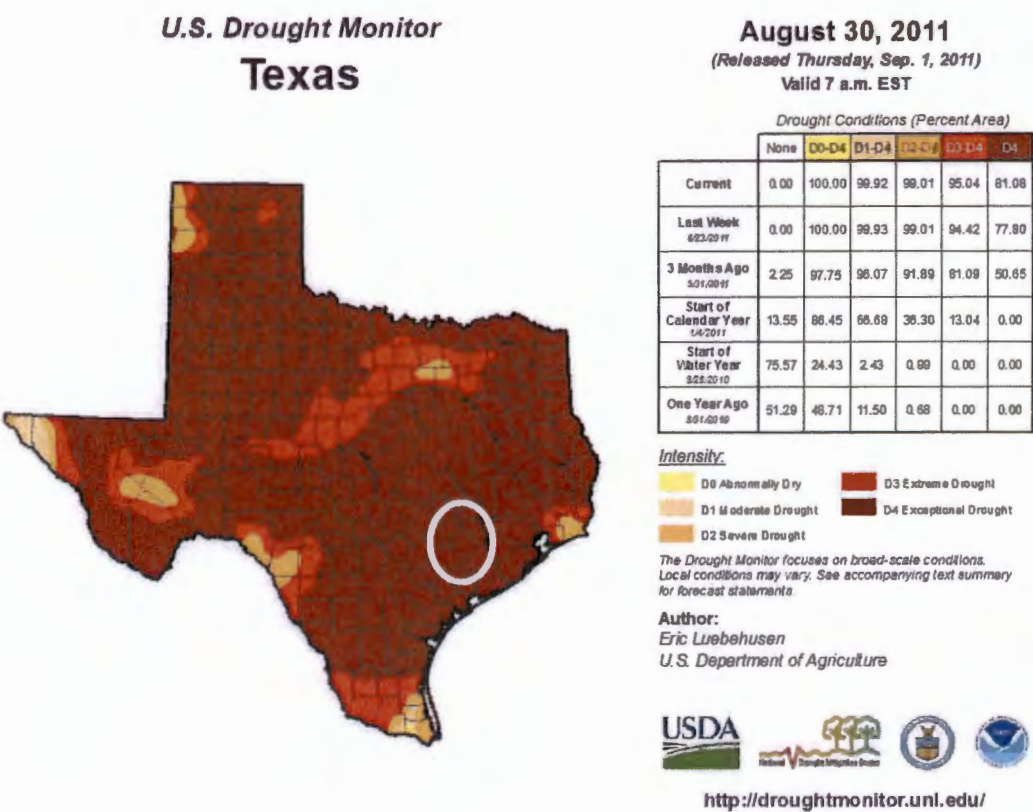 U.S. Drought Monitor
Texas
August 30, 2011
(Released Thursday, Sep. 1, 2011)
Valid 7 a.m. EST
Drought Conditions (Percent Area)
None D0-D4 D1-D4 D2-D4 D3-D4 D4
Current 0.00 100.00 99.92 99.01 95.04 81.08
Last Week 0.00 100.00 99.93 99.01 94.42 77.80
3 Months Ago 2.25 97.75 96.07 91.89 81.09 50.65
Start of
Calendar Year 13.55 86.45 66.68 36.30 13.04 0.00
Start of
Water Year 75.57 24.43 2.43 0.99 0.00 0.00
One Year Ago 51.29 48.71 11.50 0.68 0.00 0.00
Intensity:
D0 Abnormally Dry
D1 Moderate Drought
D2 Severe Drought
D3 Extreme Drought
D4 Exceptional Drought
The Drought Monitor focuses on broad-scale conditions.
Local conditions may vary. See accompanying text summary
for forecast statements.
Author:
Eric Luebehusen
U.S. Department of Agriculture
USDA
National Drought Mitigation Center
http://droughtmonitor.unl.edu/